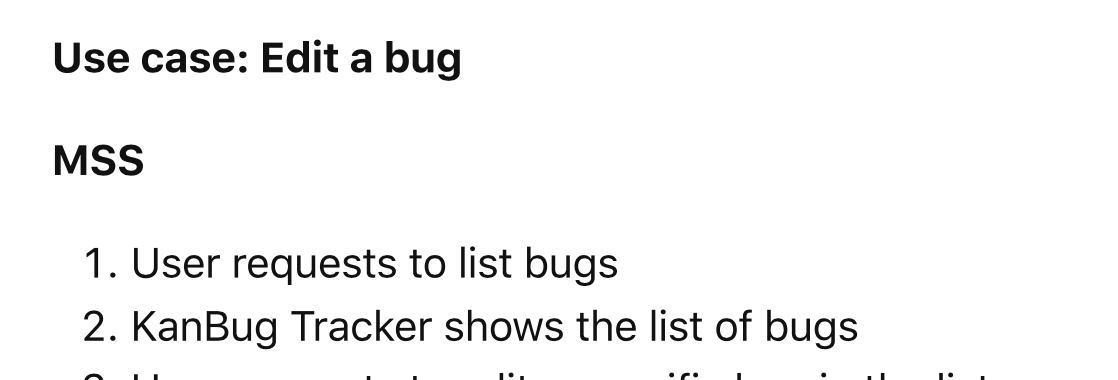 Use case: Edit a bug
MSS
1. User requests to list bugs
2. KanBug Tracker shows the list of bugs